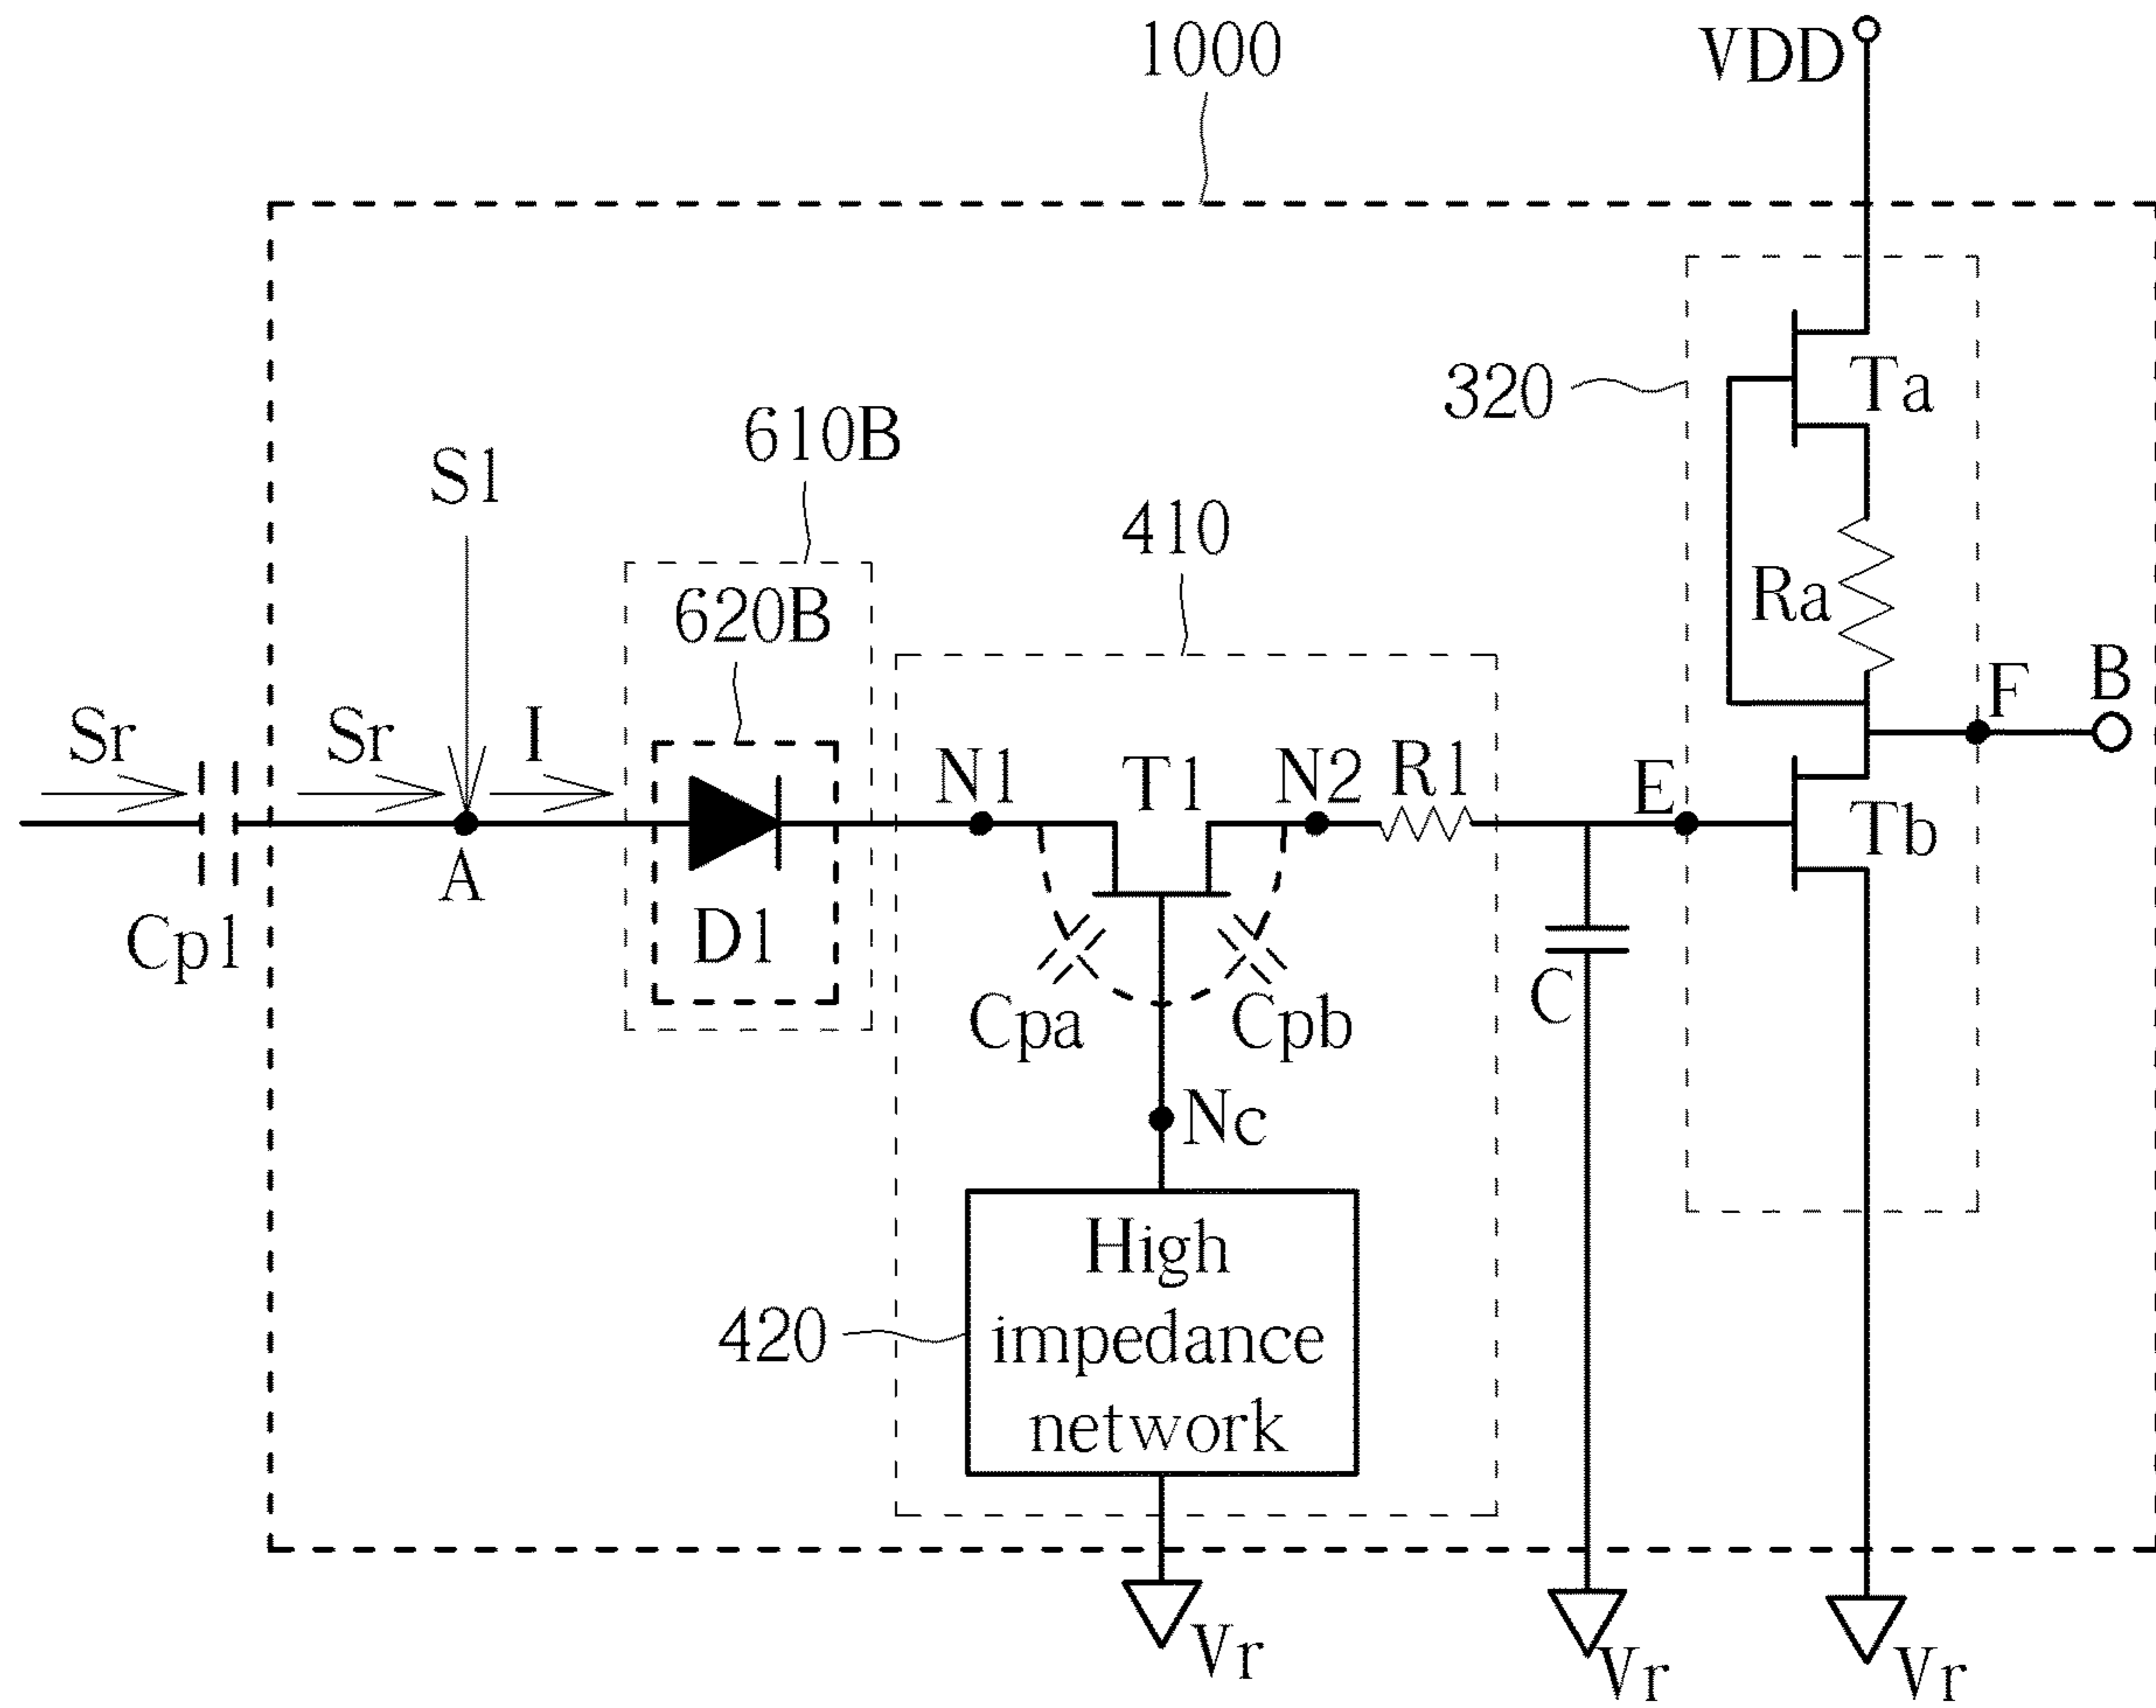 1000
VDD
320
Ta
610B
S1
410
620B
Ra
F
B
Sr
Sr
I
N1
T1
N2
R1
E
Tb
A
Cp1
D1
Cpa
Cpb
C
Nc
High
impedance
network
420
Vr
Vr
Vr